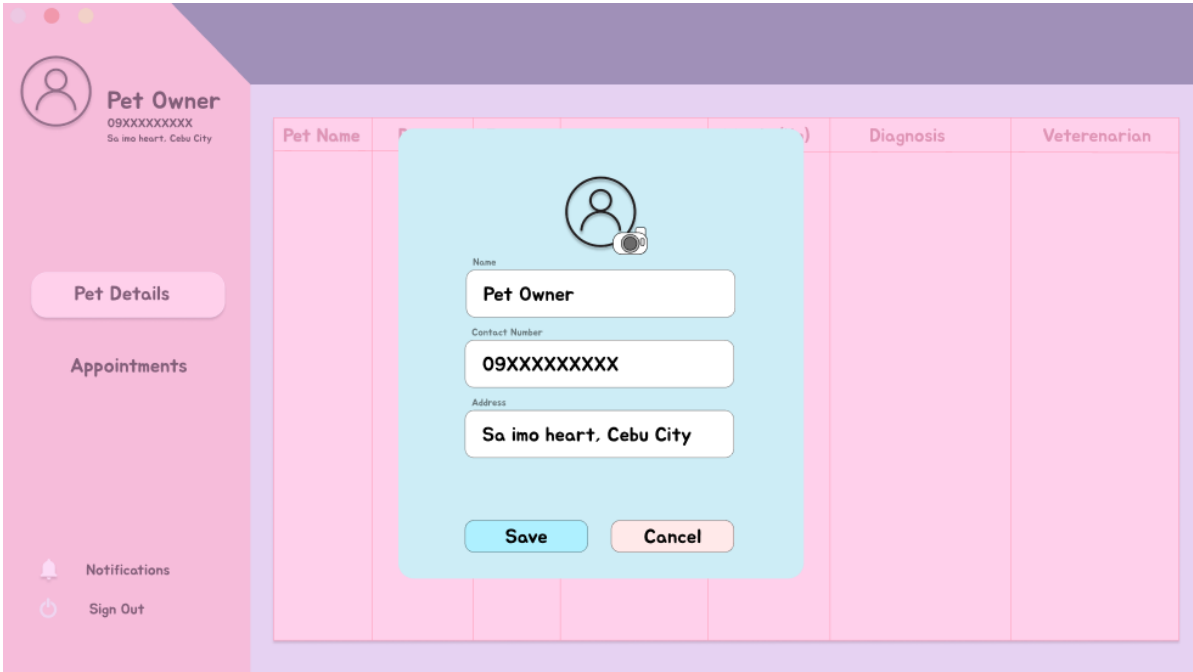 Pet Owner
09XXXXXXXXX
Sa imo heart, Cebu City
Pet Details
Appointments
Notifications
Sign Out
Pet Name
Diagnosis
Veterenarian
Name
Pet Owner
Contact Number
09XXXXXXXXX
Address
Sa imo heart, Cebu City
Save
Cancel